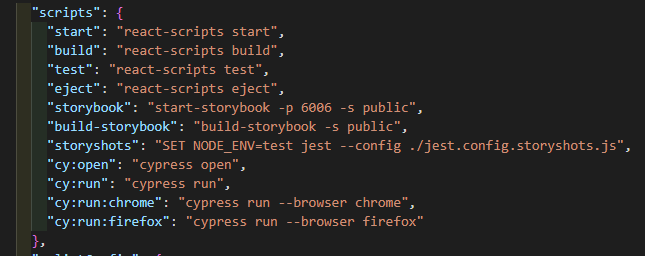 "scripts": {
"start": "react-scripts start",
"build": "react-scripts build",
"test": "react-scripts test",
"eject": "react-scripts eject",
"storybook": "start-storybook -p 6006 -s public",
"build-storybook": "build-storybook -s public",
"storyshots": "SET NODE_ENV=test jest --config ./jest.config.storyshots.js",
"cy:open": "cypress open",
"cy:run": "cypress run",
"cy:run:chrome": "cypress run --browser chrome",
"cy:run:firefox": "cypress run --browser firefox"
},